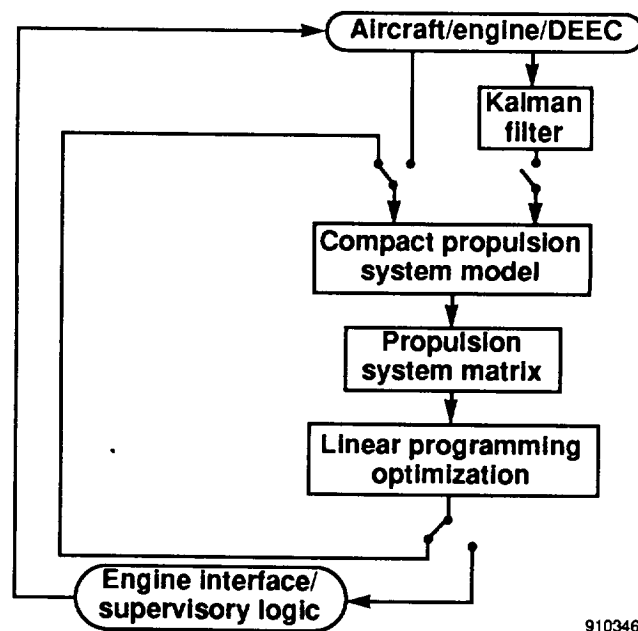 Aircraft/engine/DEEC
Kalman
filter
Compact propulsion
system model
Propulsion
system matrix
Linear programming
optimization
Engine interface/
supervisory logic
910346